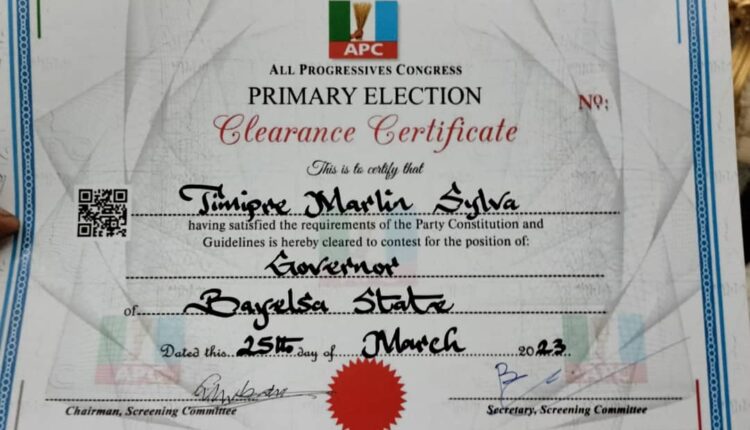 APC
ALL PROGRESSIVES CONGRESS
PRIMARY ELECTION
Nº:
Clearance Certificate
This is to certify that
Timipre Marlin Sylva
having satisfied the requirements of the Party Constitution and
Guidelines is hereby cleared to contest for the position of:
Governor
of Bayelsa State
Dated this 25th day of March 2023
Chairman, Screening Committee
Secretary, Screening Committee